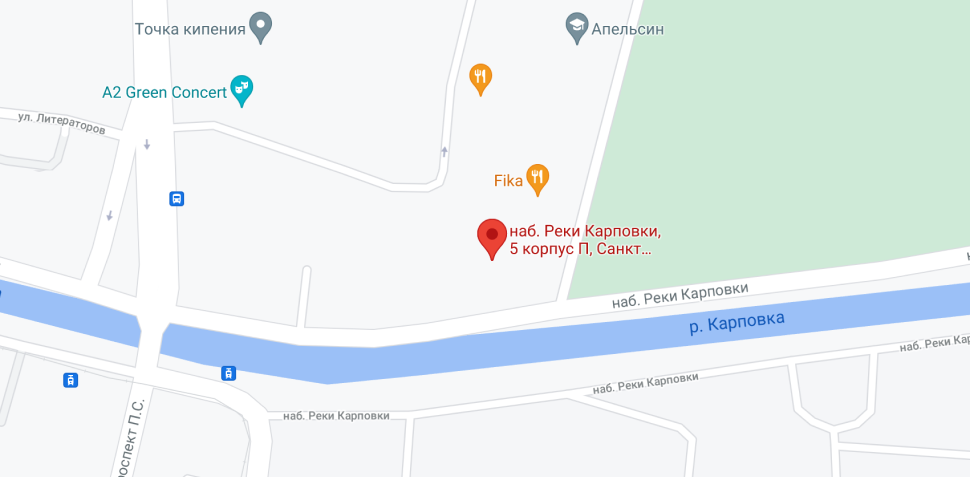 Точка кипения
Апельсин
A2 Green Concert
ул. Литераторов
Fika
наб. Реки Карповки,
5 корпус П, Санкт...
наб. Реки Карповки
р. Карповка
наб. Реки Карповки
наб. Реки Карповки
наб. Реки Кар
роспект П.С.